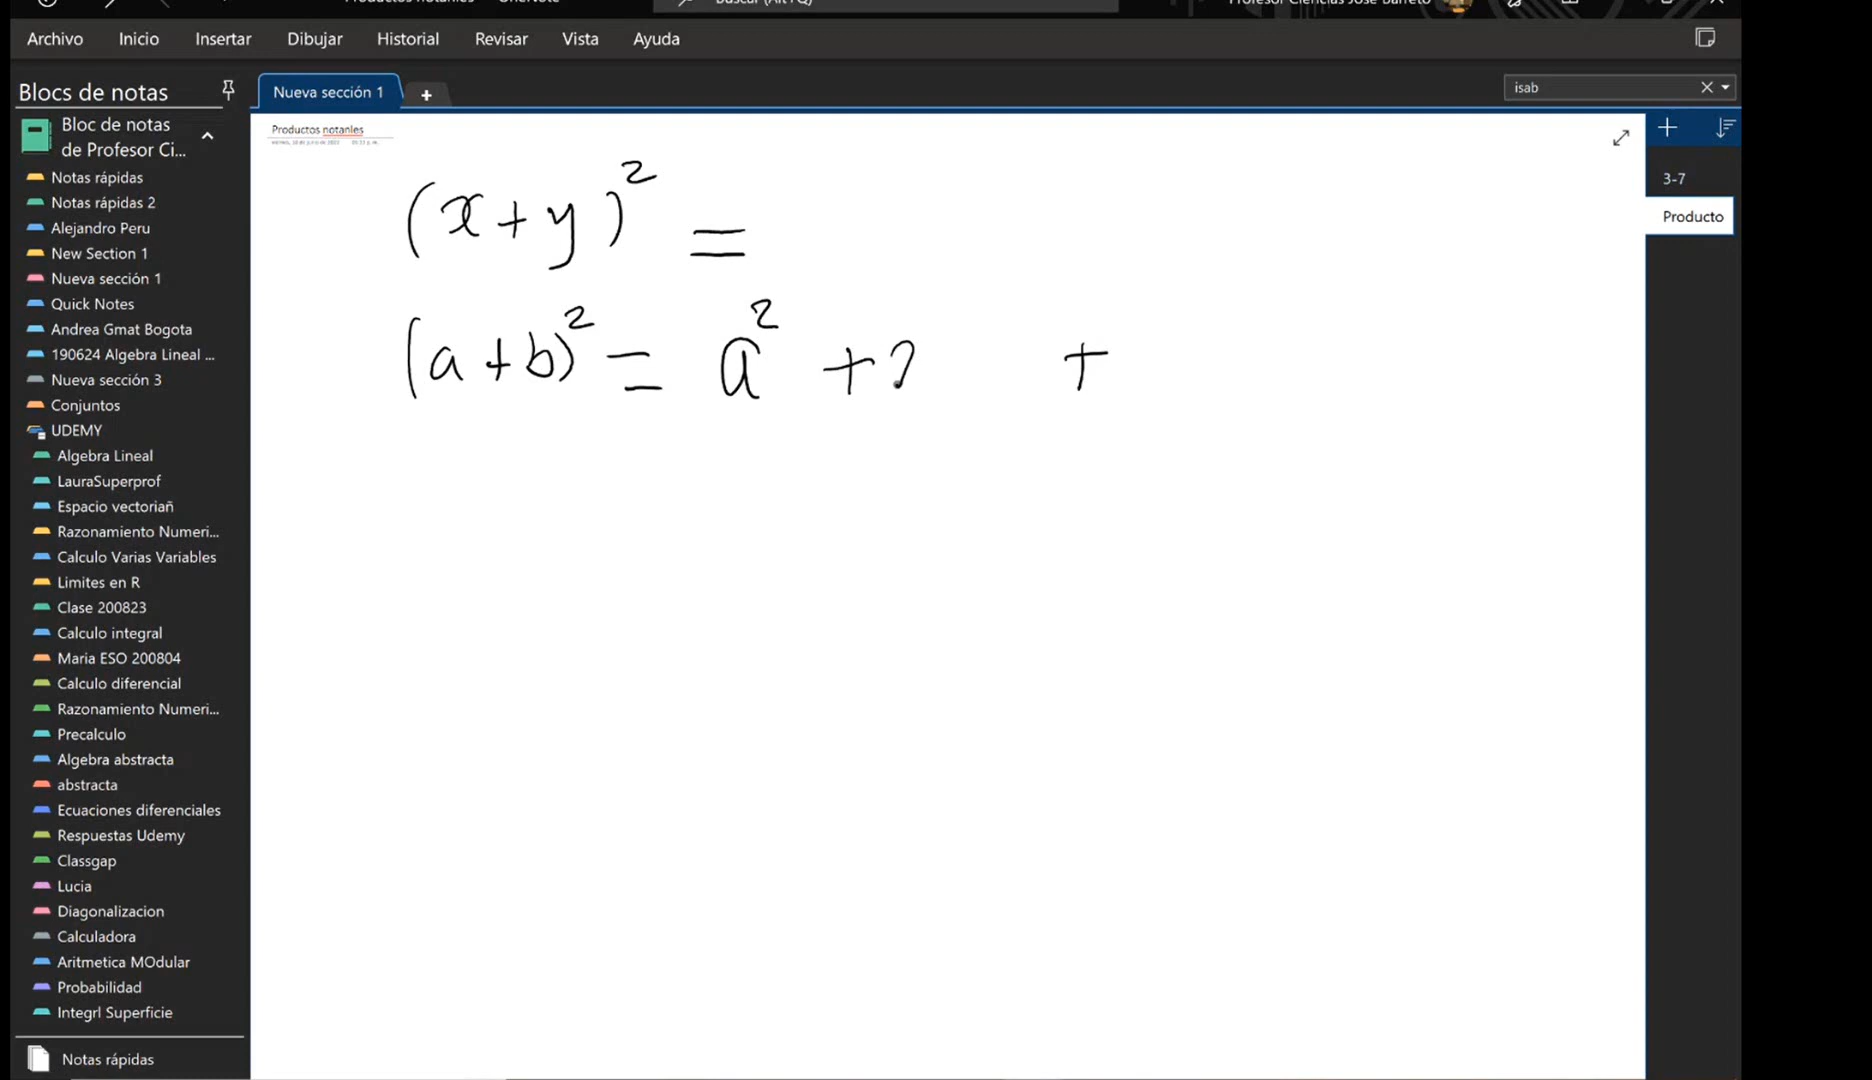 Archivo Inicio Insertar Dibujar Historial Revisar Vista Ayuda
Blocs de notas
Nueva sección 1
+
isab
Bloc de notas
de Profesor Ci...
Notas rápidas
Notas rápidas 2
Alejandro Peru
New Section 1
Nueva sección 1
Quick Notes
Andrea Gmat Bogota
190624 Algebra Lineal ...
Nueva sección 3
Conjuntos
UDEMY
Algebra Lineal
LauraSuperprof
Espacio vectoriañ
Razonamiento Numeri...
Calculo Varias Variables
Limites en R
Clase 200823
Calculo integral
Maria ESO 200804
Calculo diferencial
Razonamiento Numeri...
Precalculo
Algebra abstracta
abstracta
Ecuaciones diferenciales
Respuestas Udemy
Classgap
Lucia
Diagonalizacion
Calculadora
Aritmetica MOdular
Probabilidad
Integrl Superficie
Notas rápidas
Productos notanles
(x+y)² =
(a+b)² = a² +2 +
3-7
Producto